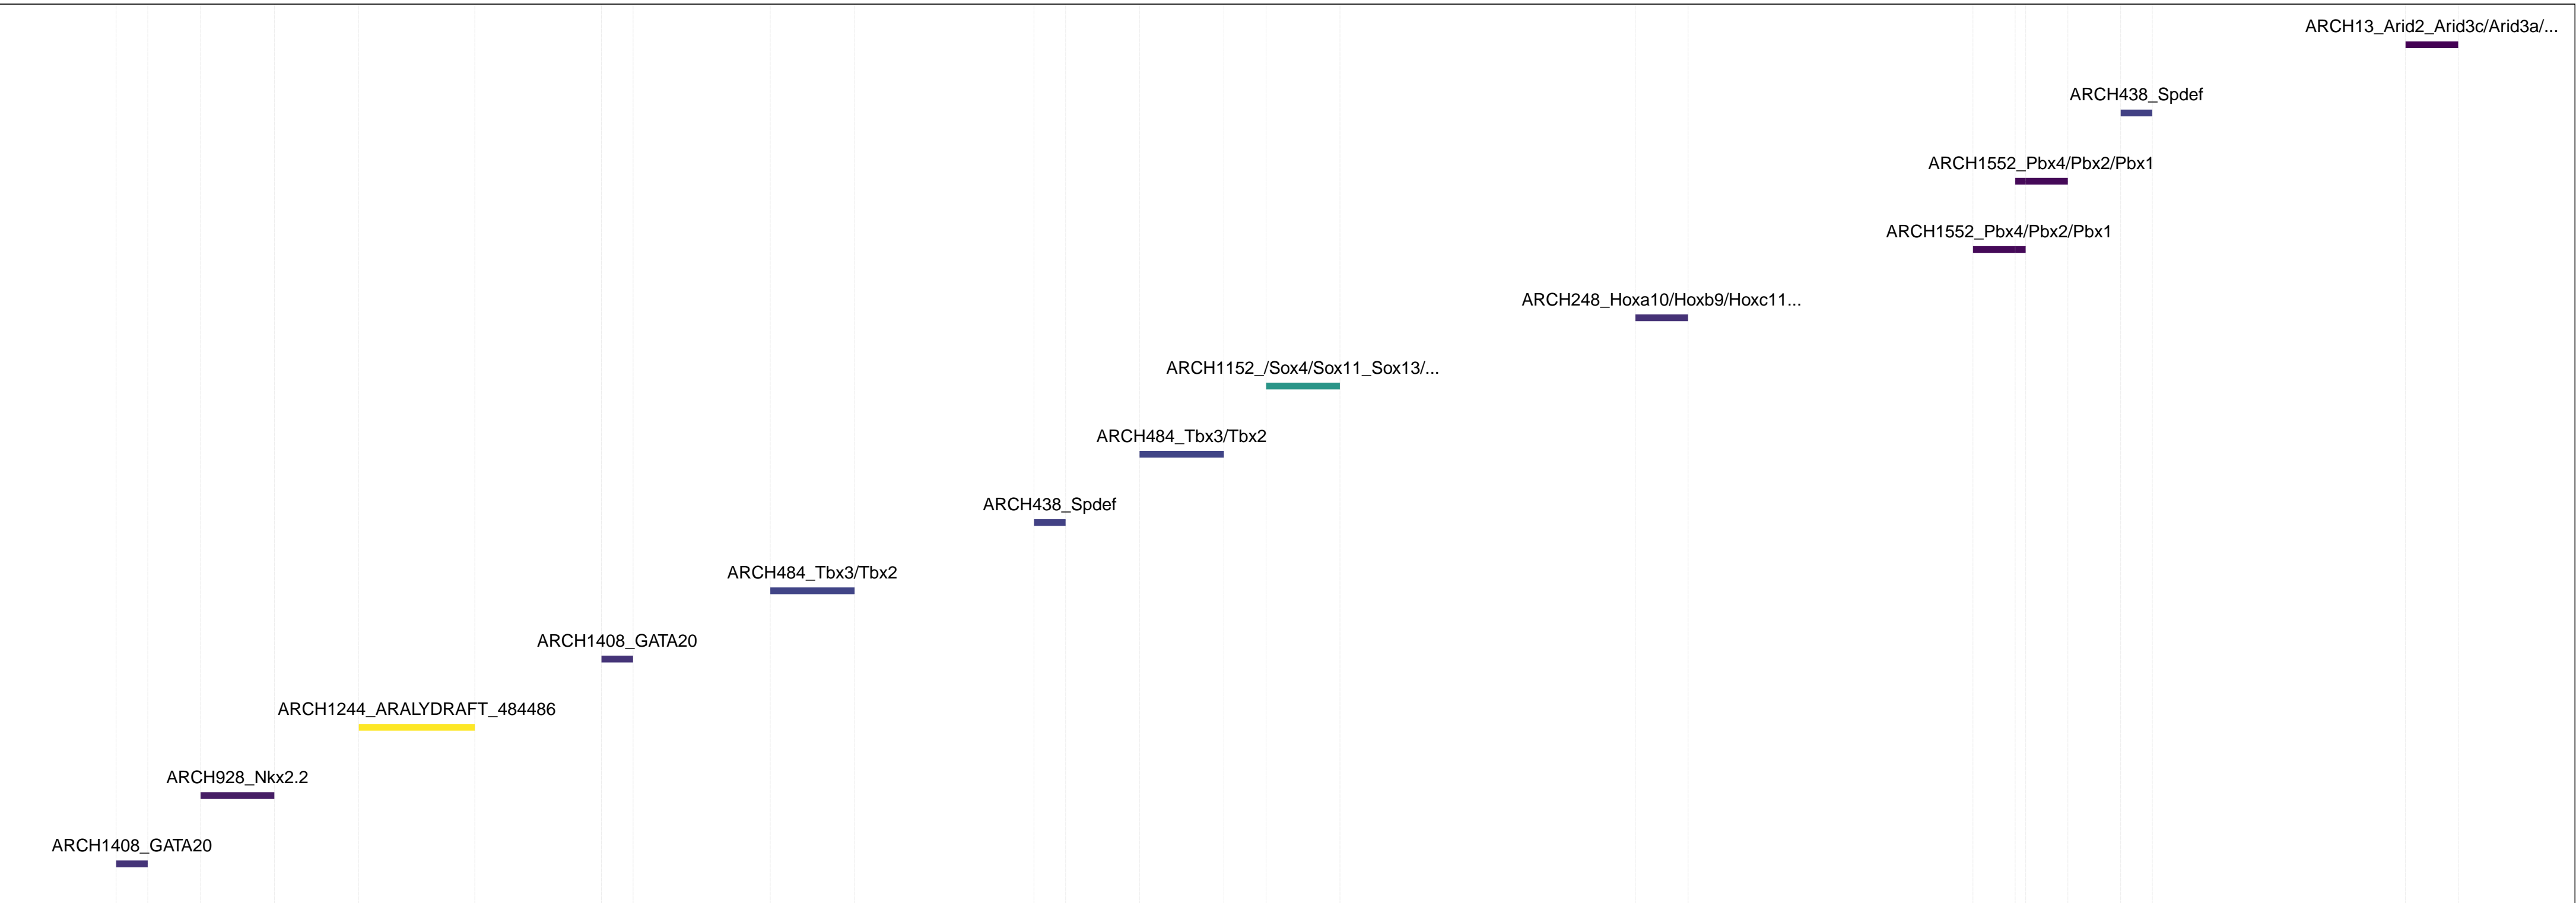 ARCH13_Arid2_Arid3c/Arid3a/...
ARCH438_Spdef
ARCH1552_Pbx4/Pbx2/Pbx1
ARCH1552_Pbx4/Pbx2/Pbx1
ARCH248_Hoxa10/Hoxb9/Hoxc11...
ARCH1152_/Sox4/Sox11_Sox13/...
ARCH484_Tbx3/Tbx2
ARCH438_Spdef
ARCH484_Tbx3/Tbx2
ARCH1408_GATA20
ARCH1244_ARALYDRAFT_484486
ARCH928_Nkx2.2
ARCH1408_GATA20